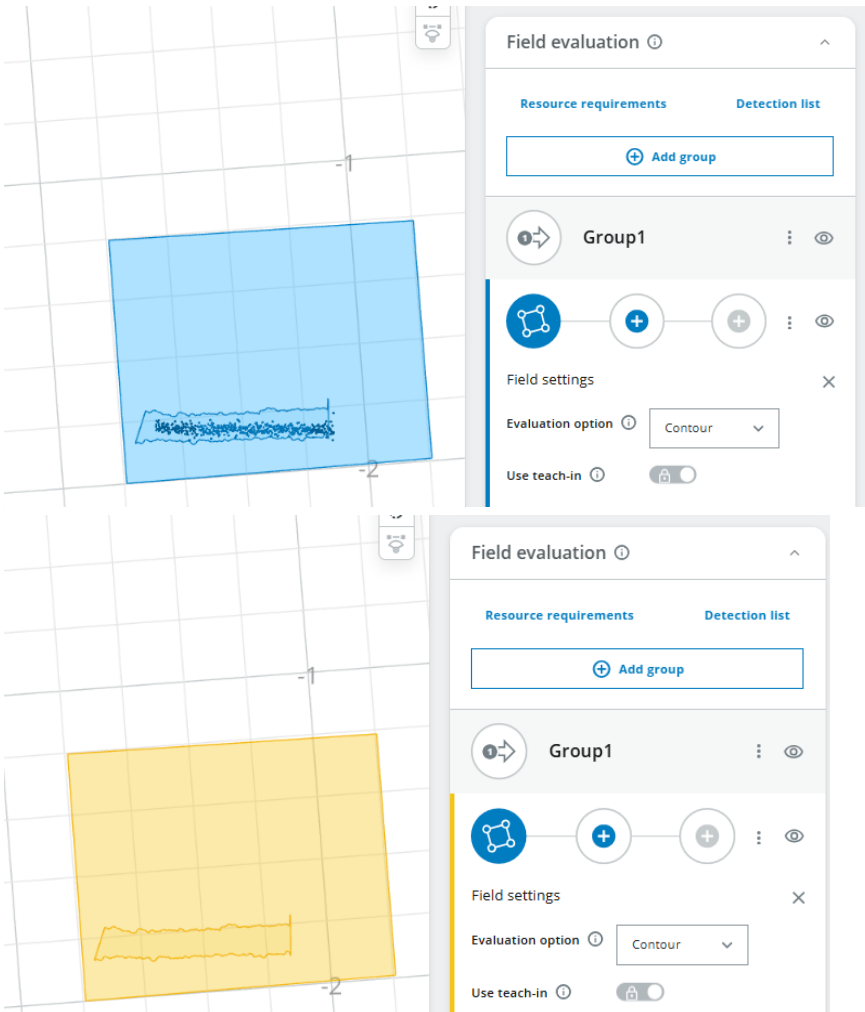 Field evaluation
Resource requirements Detection list
Add group
-1
1 Group1
Field settings
Evaluation option Contour
-2
Use teach-in
Field evaluation
Resource requirements Detection list
Add group
-1
1 Group1
Field settings
Evaluation option Contour
-2
Use teach-in